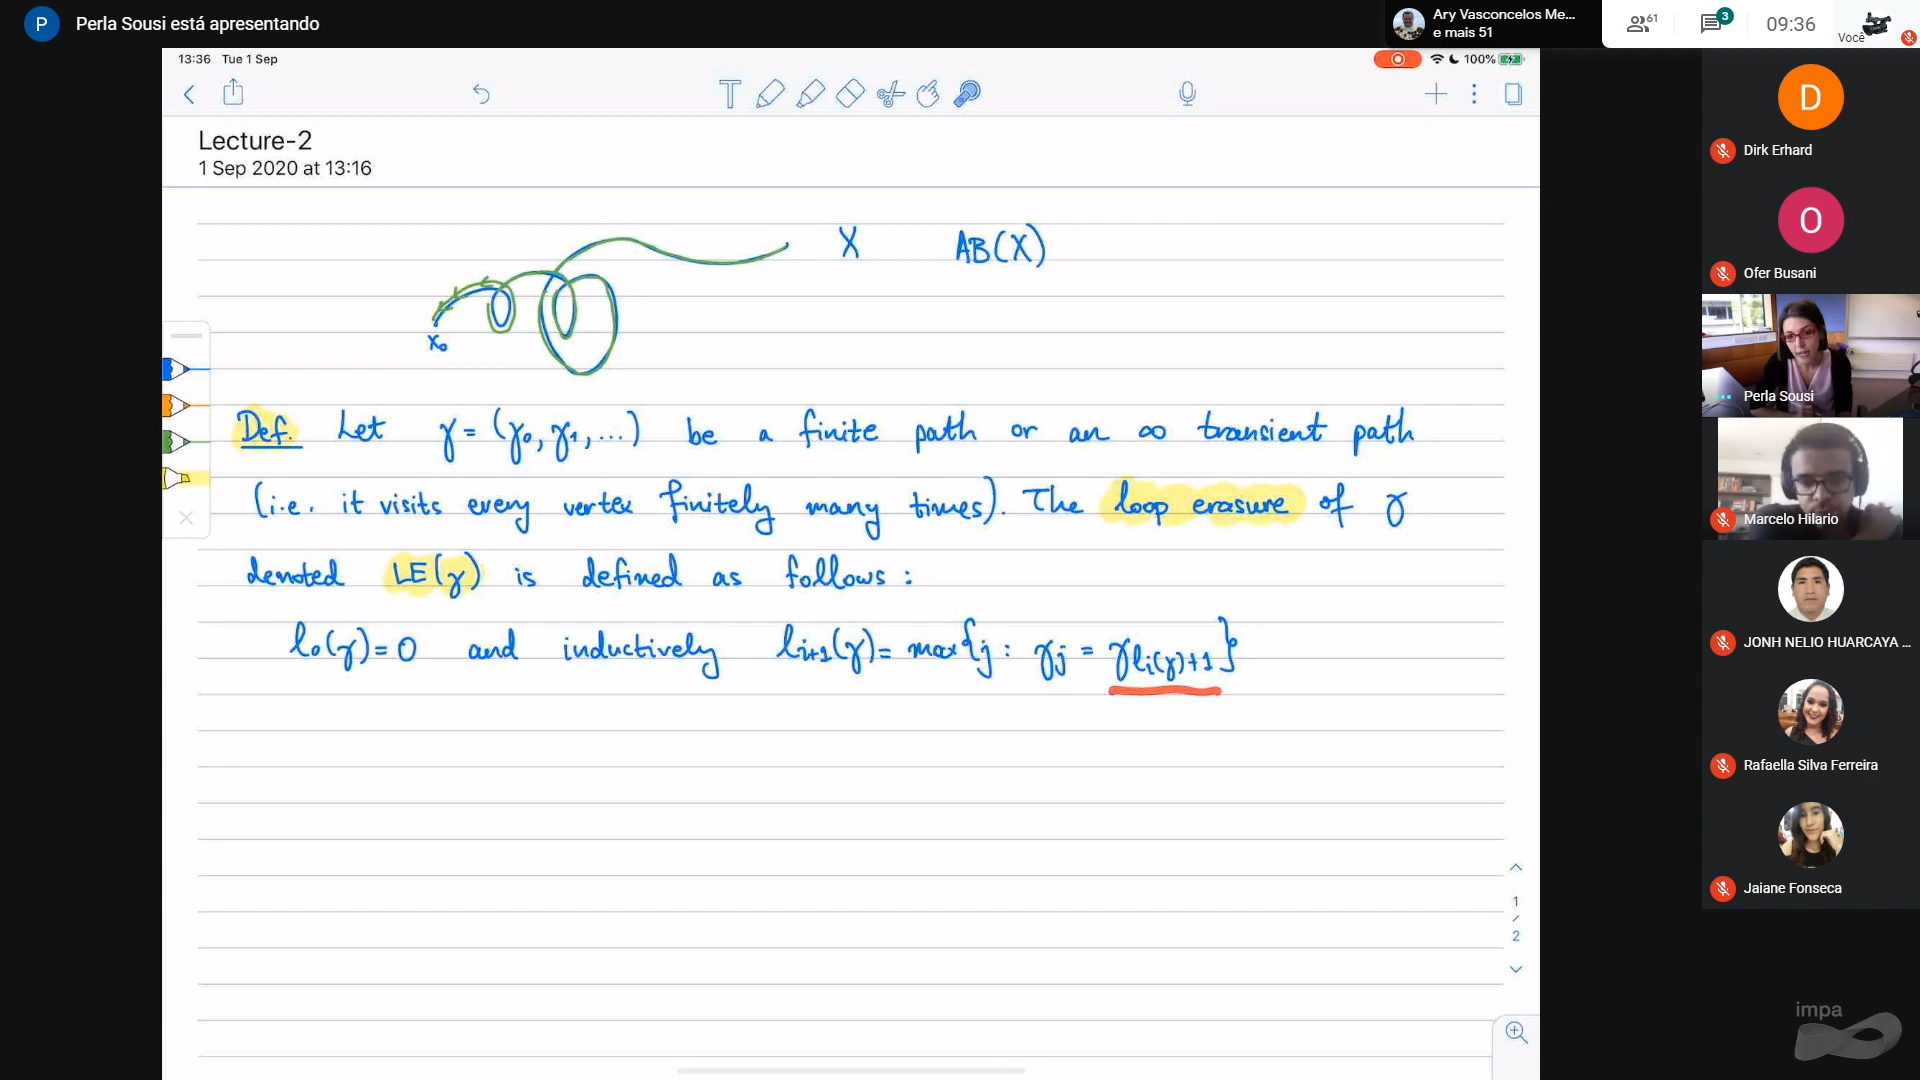 P Perla Sousi está apresentando
Ary Vasconcelos Me...
e mais 51
61
3
09:36
Você
13:36 Tue 1 Sep
100%
Lecture-2
1 Sep 2020 at 13:16
X AB(X)
x₀
Def. Let γ = (γ₀, γ₁, ...) be a finite path or an ∞ transient path
(i.e. it visits every vertex finitely many times). The loop erasure of γ
denoted LE(γ) is defined as follows:
l₀(γ)=0 and inductively lᵢ₊₁(γ)= max{j : γj = γlᵢ(γ)+1}
1
/
2
D
Dirk Erhard
O
Ofer Busani
Perla Sousi
Marcelo Hilario
JONH NELIO HUARCAYA ...
Rafaella Silva Ferreira
Jaiane Fonseca
impa